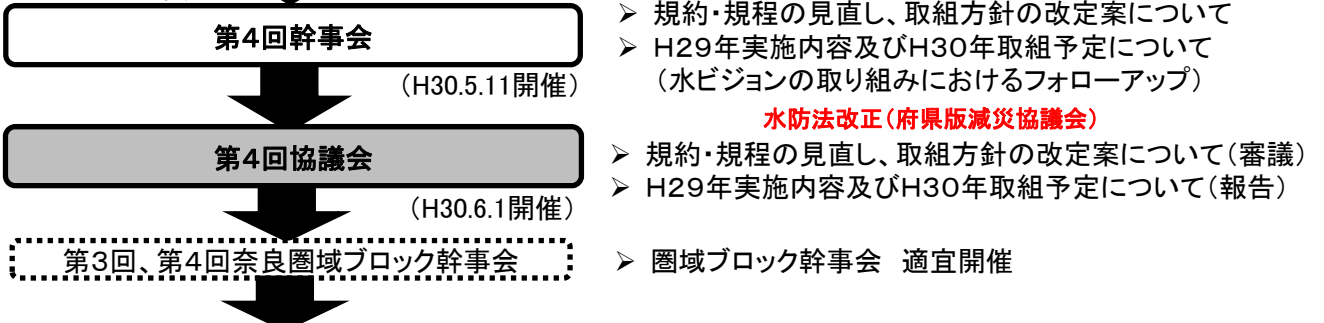 ➢ 規約・規程の見直し、取組方針の改定案について
第4回幹事会
➢ H29年実施内容及びH30年取組予定について
（水ビジョンの取り組みにおけるフォローアップ）
（H30.5.11開催）
水防法改正（府県版減災協議会）
➢ 規約・規程の見直し、取組方針の改定案について（審議）
第4回協議会
➢ H29年実施内容及びH30年取組予定について（報告）
（H30.6.1開催）
第3回、第4回奈良圏域ブロック幹事会
➢ 圏域ブロック幹事会　適宜開催